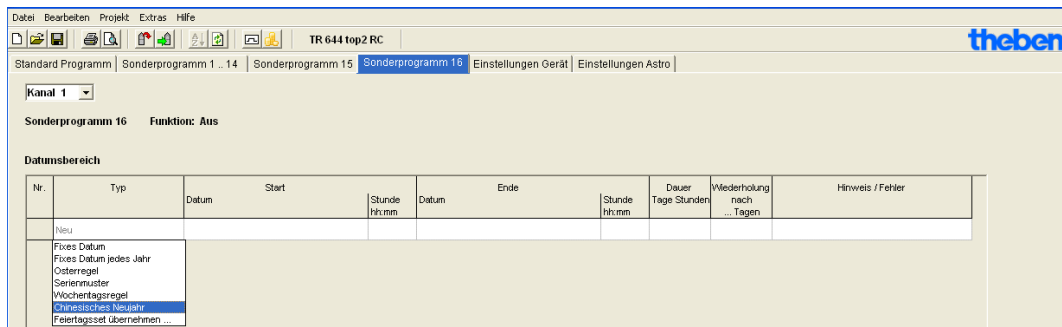 Datei Bearbeiten Projekt Extras Hilfe
TR 644 top2 RC
theben
Standard Programm Sonderprogramm 1 .. 14 Sonderprogramm 15 Sonderprogramm 16 Einstellungen Gerät Einstellungen Astro
Kanal 1
Sonderprogramm 16 Funktion: Aus
Datumsbereich
Nr. Typ Start Ende Dauer Wiederholung Hinweis / Fehler
Datum Stunde Datum Stunde Tage Stunden nach
hh:mm hh:mm ... Tagen
Neu
Fixes Datum
Fixes Datum jedes Jahr
Osterregel
Serienmuster
Wochentagsregel
Chinesisches Neujahr
Feiertagsset übernehmen ...